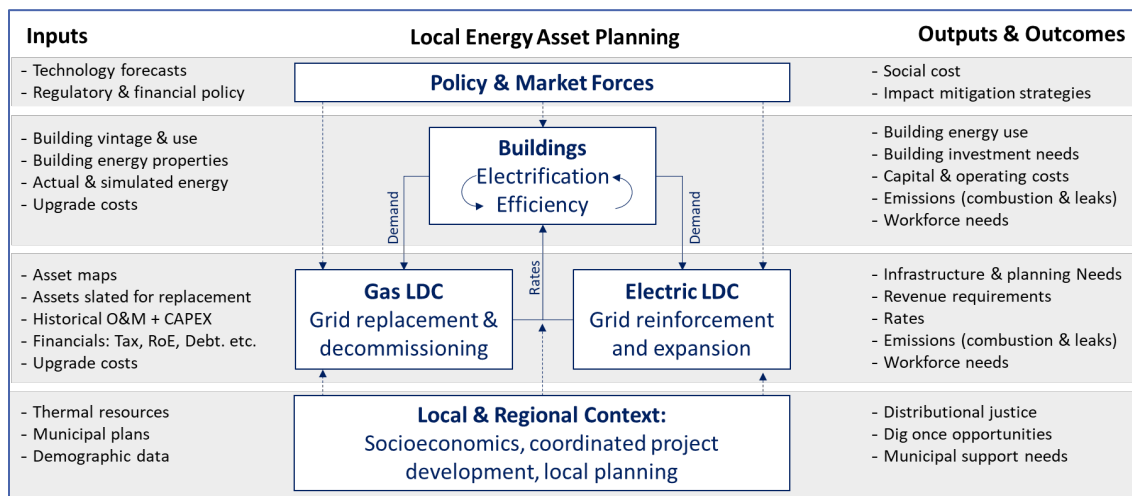 Inputs
Local Energy Asset Planning
Outputs & Outcomes
- Technology forecasts
- Regulatory & financial policy
Policy & Market Forces
- Social cost
- Impact mitigation strategies
- Building vintage & use
- Building energy properties
- Actual & simulated energy
- Upgrade costs
Buildings
Electrification
Efficiency
Demand
Demand
Rates
- Building energy use
- Building investment needs
- Capital & operating costs
- Emissions (combustion & leaks)
- Workforce needs
- Asset maps
- Assets slated for replacement
- Historical O&M + CAPEX
- Financials: Tax, RoE, Debt. etc.
- Upgrade costs
Gas LDC
Grid replacement &
decommissioning
Electric LDC
Grid reinforcement
and expansion
- Infrastructure & planning Needs
- Revenue requirements
- Rates
- Emissions (combustion & leaks)
- Workforce needs
- Thermal resources
- Municipal plans
- Demographic data
Local & Regional Context:
Socioeconomics, coordinated project
development, local planning
- Distributional justice
- Dig once opportunities
- Municipal support needs